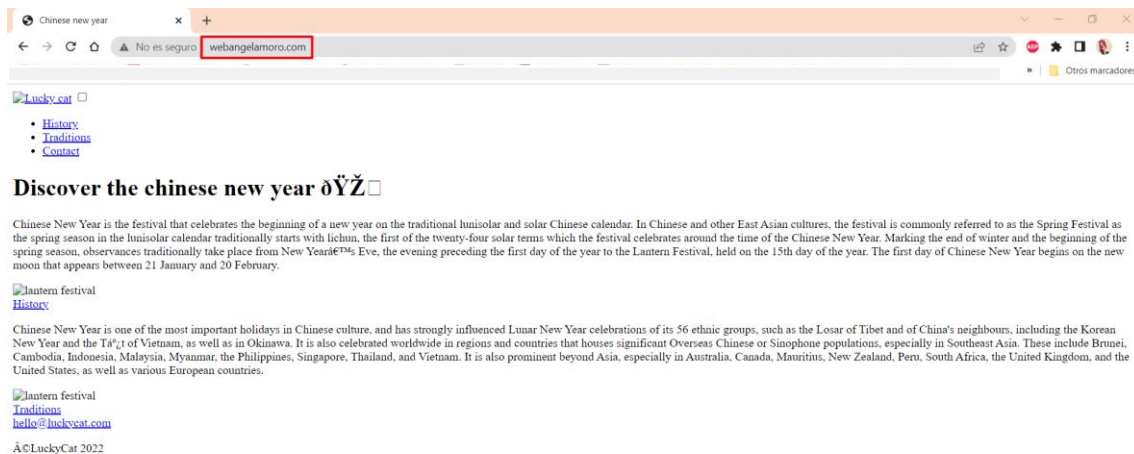 Chinese new year
No es seguro webangelamoro.com
ABP
» Otros marcadores
Lucky cat
History
Traditions
Contact
Discover the chinese new year ðŸŽ□
Chinese New Year is the festival that celebrates the beginning of a new year on the traditional lunisolar and solar Chinese calendar. In Chinese and other East Asian cultures, the festival is commonly referred to as the Spring Festival as
the spring season in the lunisolar calendar traditionally starts with lichun, the first of the twenty-four solar terms which the festival celebrates around the time of the Chinese New Year. Marking the end of winter and the beginning of the
spring season, observances traditionally take place from New Yearâ€™s Eve, the evening preceding the first day of the year to the Lantern Festival, held on the 15th day of the year. The first day of Chinese New Year begins on the new
moon that appears between 21 January and 20 February.
lantern festival
History
Chinese New Year is one of the most important holidays in Chinese culture, and has strongly influenced Lunar New Year celebrations of its 56 ethnic groups, such as the Losar of Tibet and of China's neighbours, including the Korean
New Year and the Táº¿t of Vietnam, as well as in Okinawa. It is also celebrated worldwide in regions and countries that houses significant Overseas Chinese or Sinophone populations, especially in Southeast Asia. These include Brunei,
Cambodia, Indonesia, Malaysia, Myanmar, the Philippines, Singapore, Thailand, and Vietnam. It is also prominent beyond Asia, especially in Australia, Canada, Mauritius, New Zealand, Peru, South Africa, the United Kingdom, and the
United States, as well as various European countries.
lantern festival
Traditions
hello@luckycat.com
Â©LuckyCat 2022